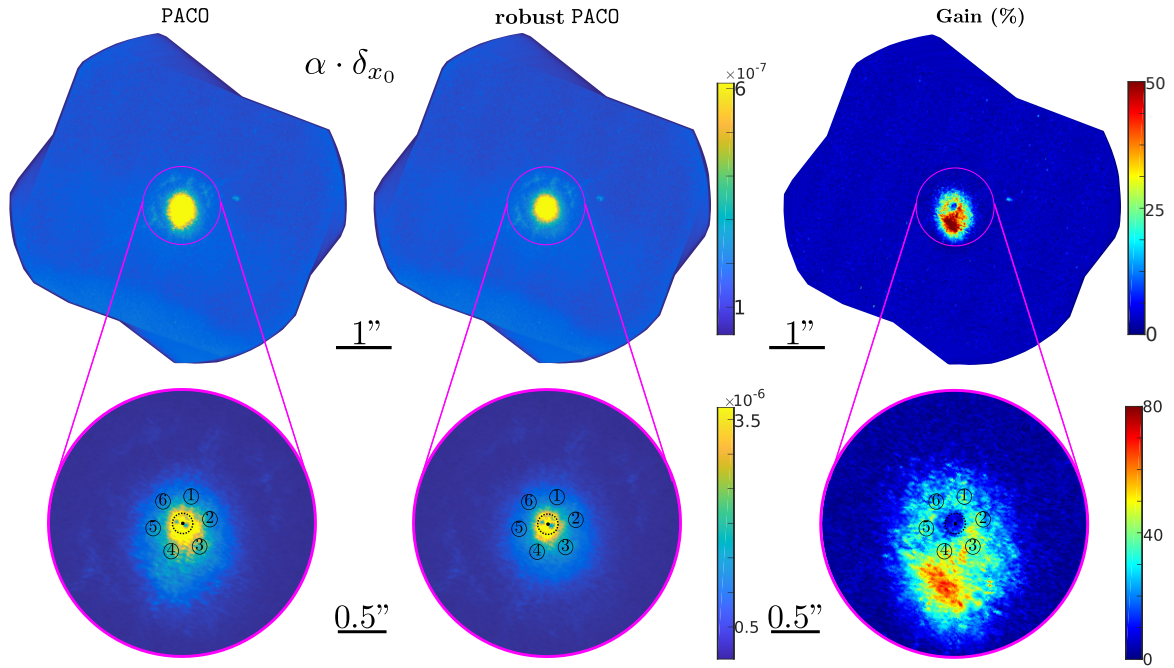 PACO
robust PACO
Gain (%)
α · δx₀
×10⁻⁷
6
1
50
25
0
1”
1”
×10⁻⁶
3.5
0.5
80
40
0
① ② ③ ④ ⑤ ⑥
① ② ③ ④ ⑤ ⑥
① ② ③ ④ ⑤ ⑥
0.5”
0.5”